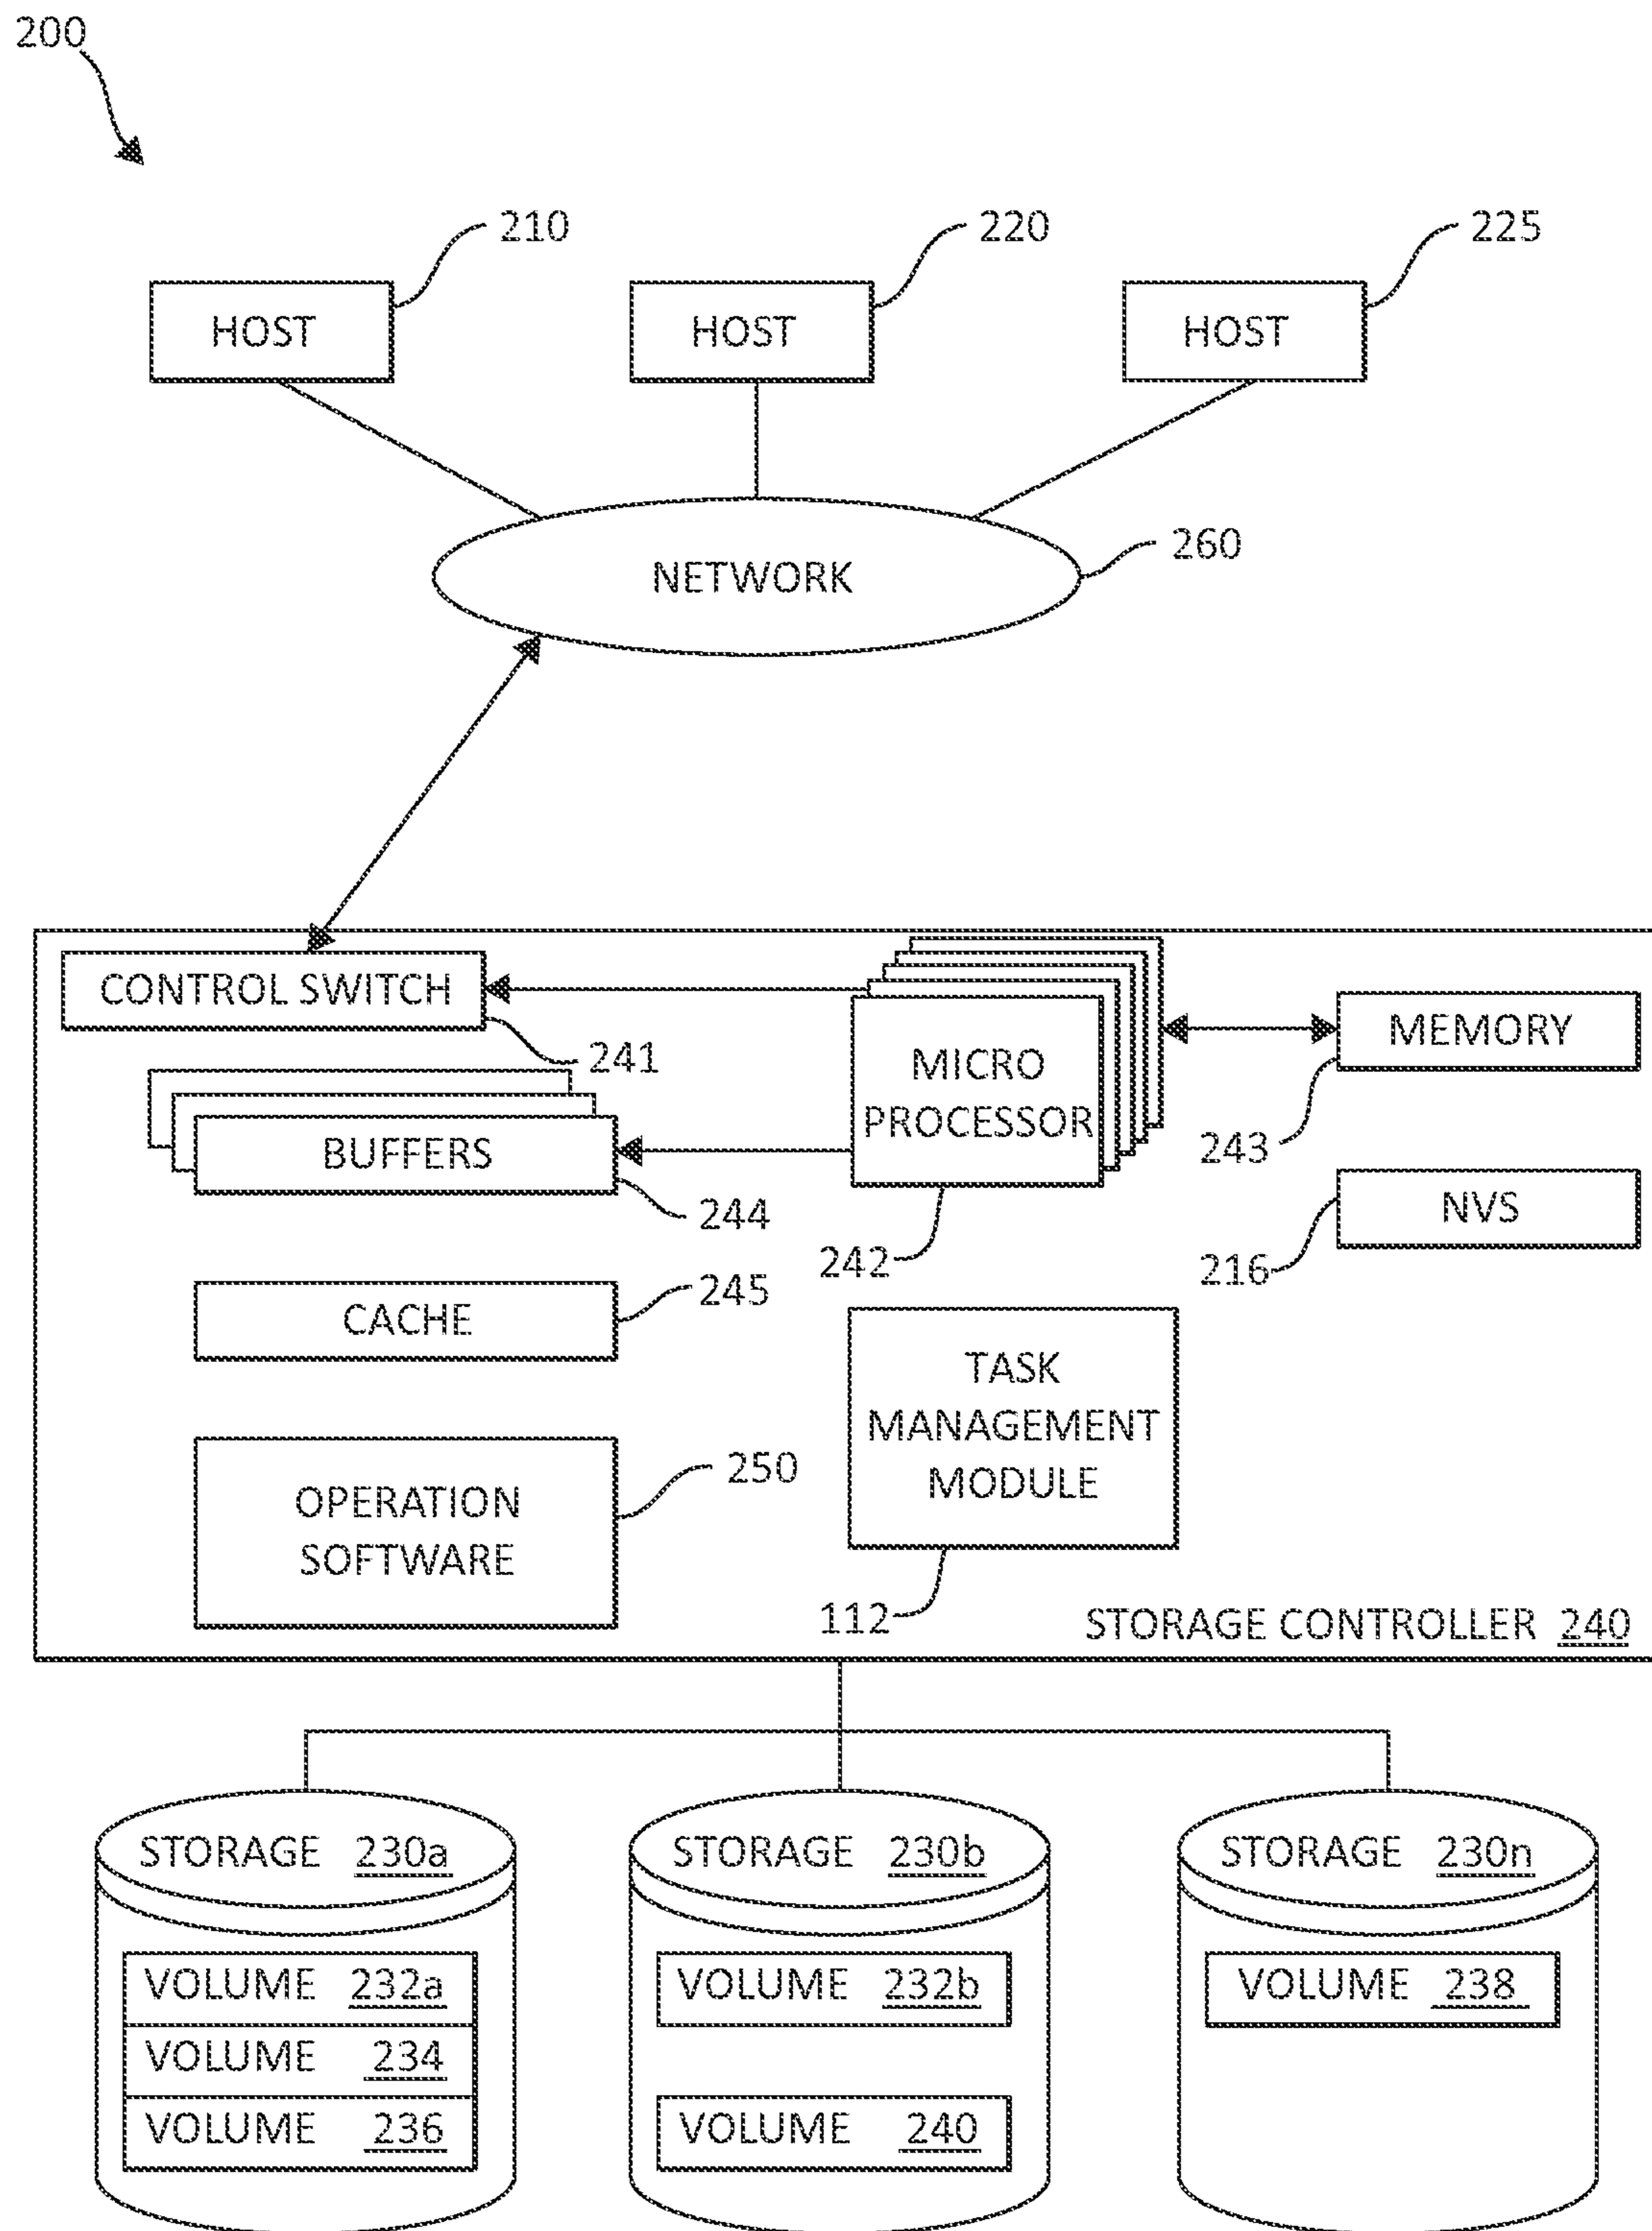 200
210
220
225
HOST
HOST
HOST
260
NETWORK
CONTROL SWITCH
241
MICRO
PROCESSOR
MEMORY
243
BUFFERS
244
242
NVS
216
245
CACHE
TASK
MANAGEMENT
MODULE
250
OPERATION
SOFTWARE
112
STORAGE CONTROLLER 240
STORAGE 230a
STORAGE 230b
STORAGE 230n
VOLUME 232a
VOLUME 234
VOLUME 236
VOLUME 232b
VOLUME 240
VOLUME 238